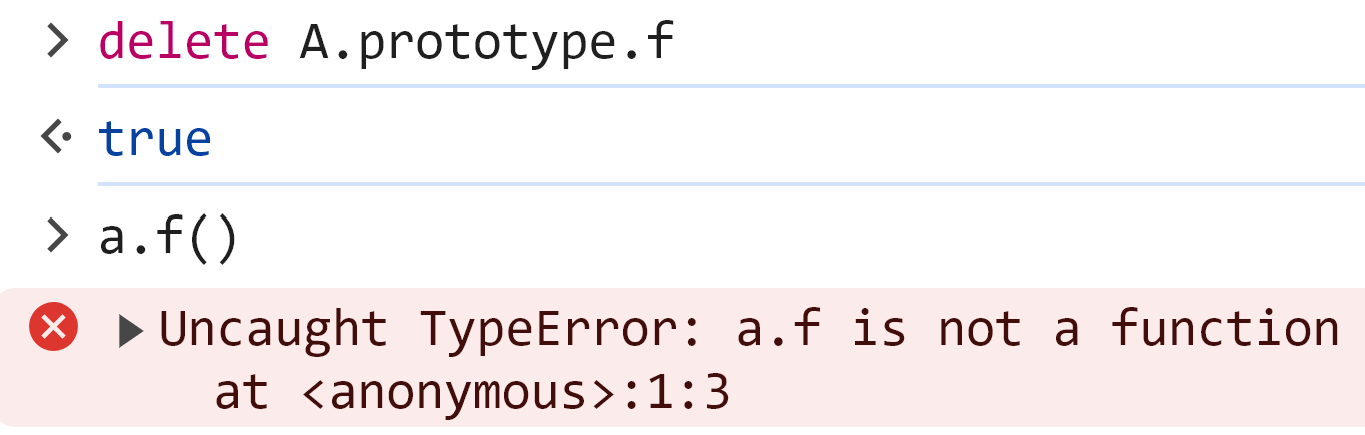 delete A.prototype.f
true
a.f()
Uncaught TypeError: a.f is not a function
at <anonymous>:1:3